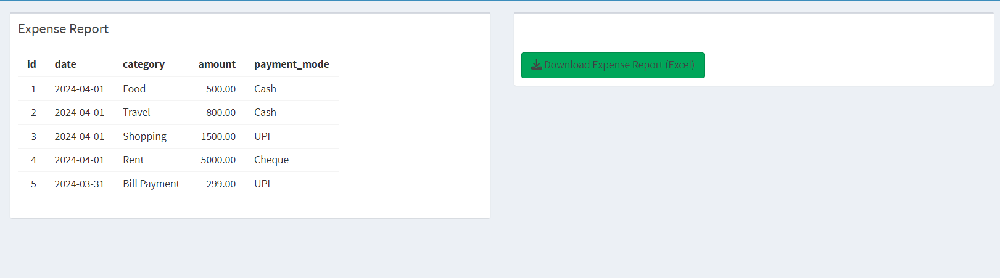 Expense Report
id date category amount payment_mode
1 2024-04-01 Food 500.00 Cash
2 2024-04-01 Travel 800.00 Cash
3 2024-04-01 Shopping 1500.00 UPI
4 2024-04-01 Rent 5000.00 Cheque
5 2024-03-31 Bill Payment 299.00 UPI
Download Expense Report (Excel)